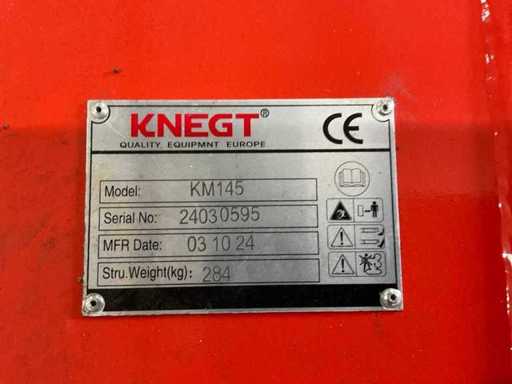 KNEGT®
CE
QUALITY EQUIPMNT EUROPE
Model: KM145
Serial No: 24030595
MFR Date: 03 10 24
Stru.Weight(kg): 284